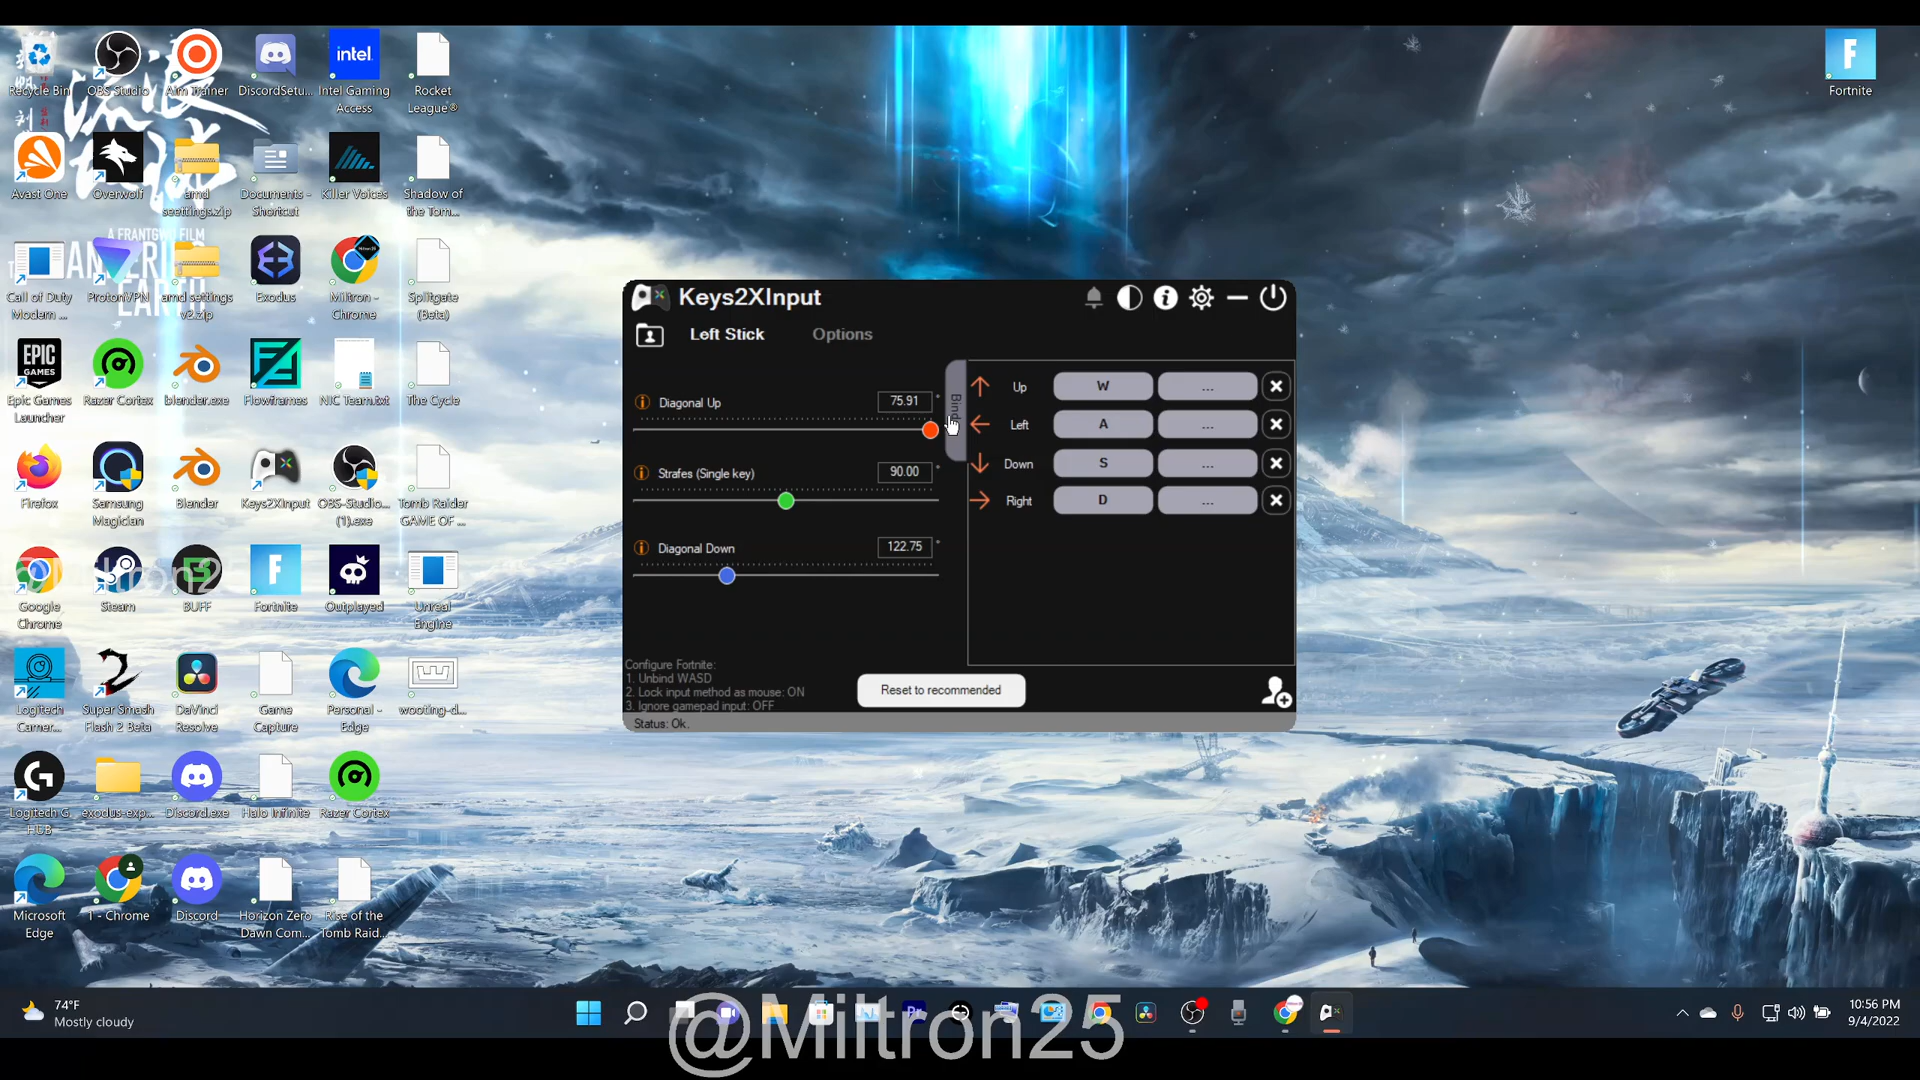 Recycle Bin
OBS Studio
Aim Trainer
DiscordSetu...
Intel Gaming
Access
Rocket
League®
Fortnite
intel.
Avast One
Overwolf
amd
seettings.zip
Documents -
Shortcut
Killer Voices
Shadow of
the Tom...
A FRANTGWO FILM
Call of Duty
Modern ...
ProtonVPN
amd settings
v2.zip
Exodus
Miltron -
Chrome
Splitgate
(Beta)
EPIC
GAMES
Epic Games
Launcher
Razer Cortex
blender.exe
Flowframes
NIC Team.txt
The Cycle
Firefox
Samsung
Magician
Blender
Keys2XInput
OBS-Studio...
(1).exe
Tomb Raider
GAME OF ...
@Miltron25
Google
Chrome
Steam
BUFF
Fortnite
Outplayed
Unreal
Engine
Logitech
Camer...
Super Smash
Flash 2 Beta
DaVinci
Resolve
Game
Capture
Personal -
Edge
wooting-d...
Logitech G
HUB
exodus-exp...
Discord.exe
Halo Infinite
Razer Cortex
Microsoft
Edge
1 - Chrome
Discord
Horizon Zero
Dawn Com...
Rise of the
Tomb Raid...
Keys2XInput
Left Stick
Options
Diagonal Up
75.91 °
Strafes (Single key)
90.00 °
Diagonal Down
122.75 °
Bind
Up W ...
Left A ...
Down S ...
Right D ...
Configure Fortnite:
1. Unbind WASD
2. Lock input method as mouse: ON
3. Ignore gamepad input: OFF
Reset to recommended
Status: Ok.
74°F
Mostly cloudy
Pr
10:56 PM
9/4/2022
@Miltron25